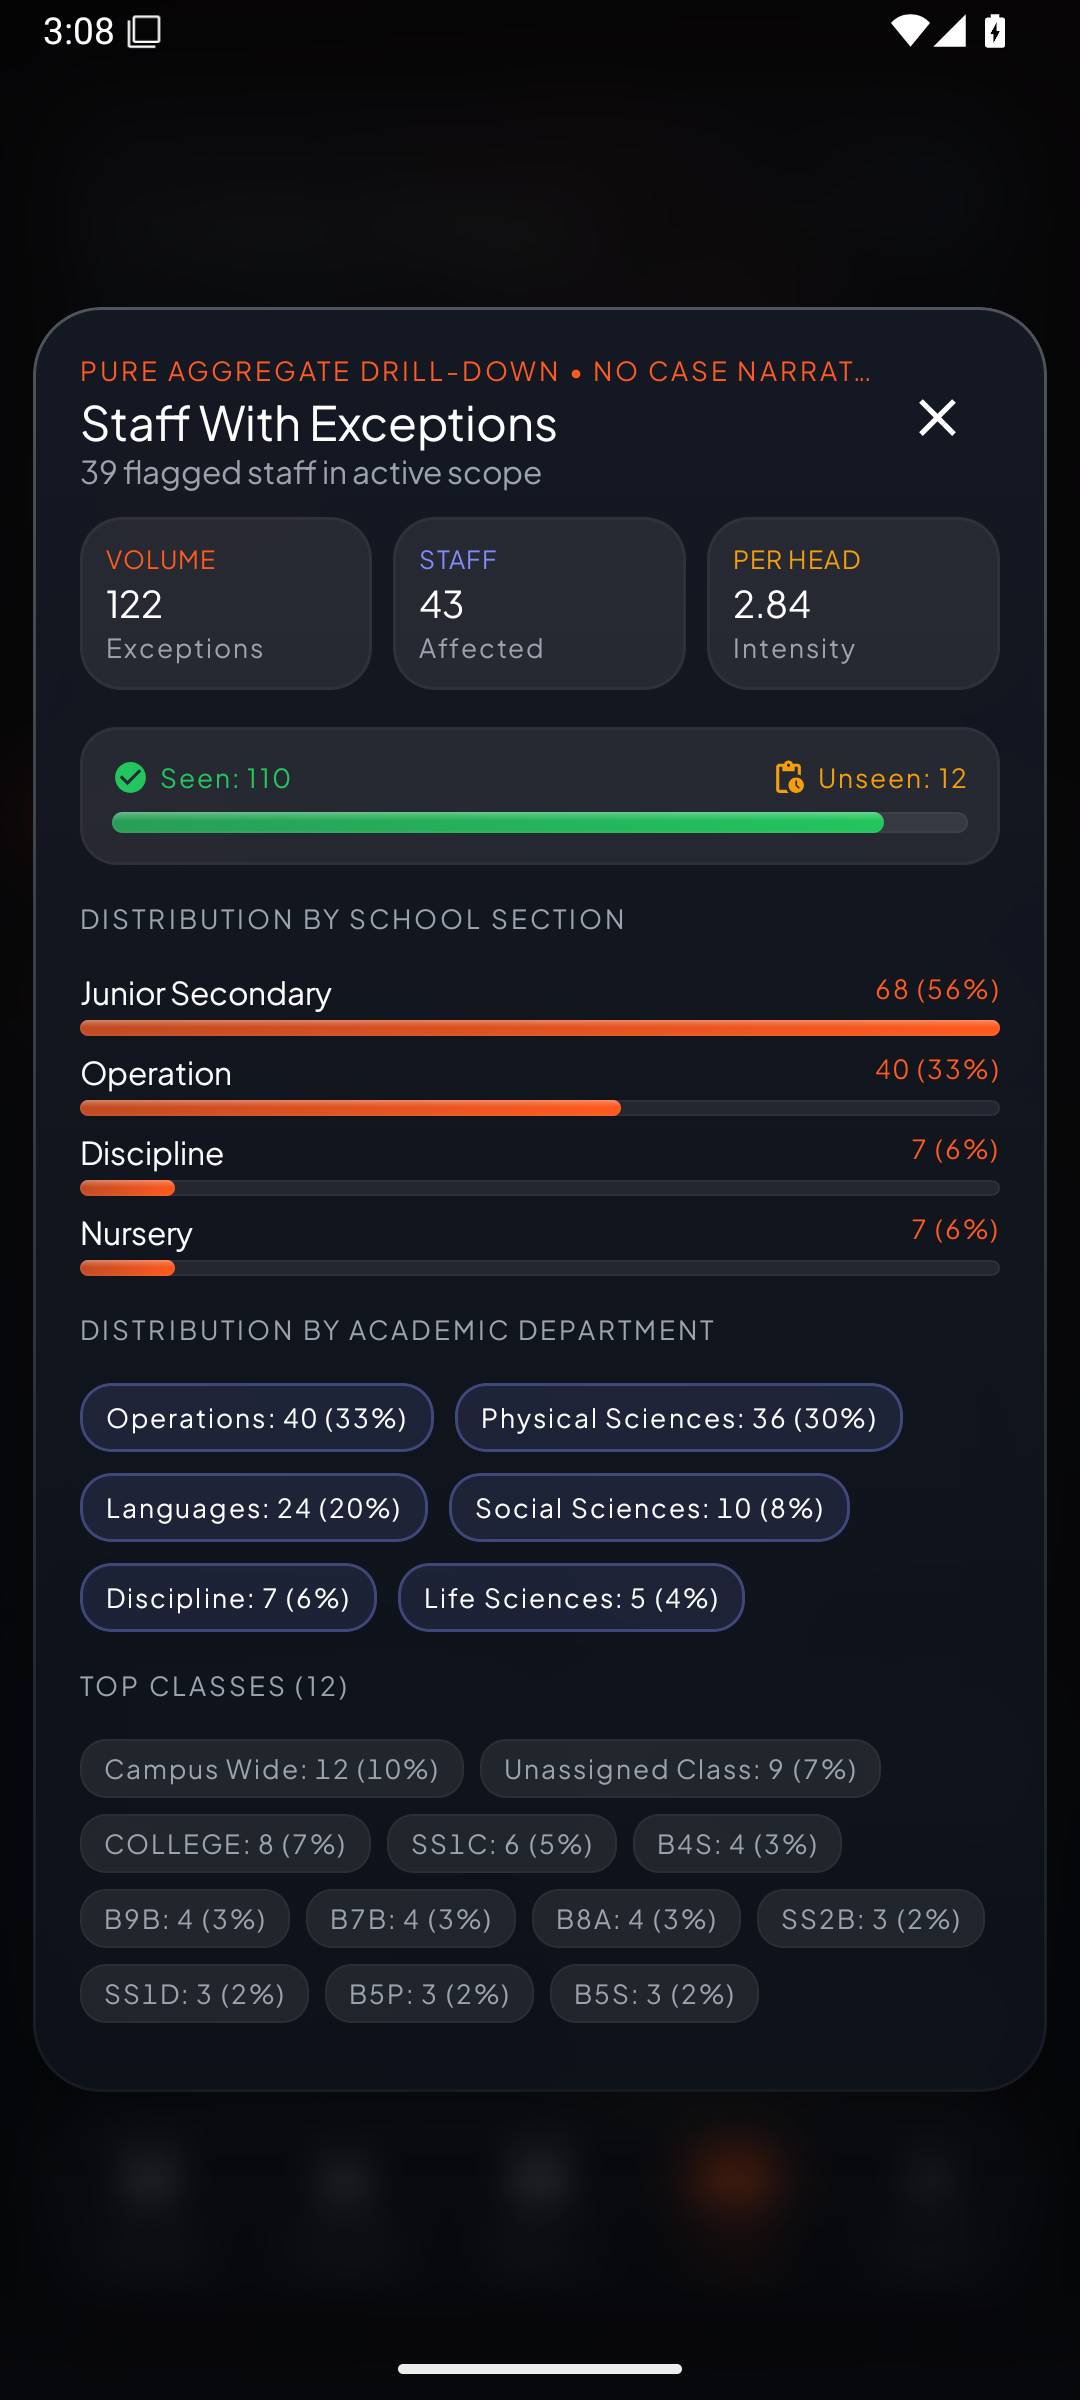 3:08
PURE AGGREGATE DRILL-DOWN • NO CASE NARRAT...
Staff With Exceptions
39 flagged staff in active scope
VOLUME STAFF PER HEAD
122 43 2.84
Exceptions Affected Intensity
Seen: 110 Unseen: 12
DISTRIBUTION BY SCHOOL SECTION
Junior Secondary 68 (56%)
Operation 40 (33%)
Discipline 7 (6%)
Nursery 7 (6%)
DISTRIBUTION BY ACADEMIC DEPARTMENT
Operations: 40 (33%) Physical Sciences: 36 (30%)
Languages: 24 (20%) Social Sciences: 10 (8%)
Discipline: 7 (6%) Life Sciences: 5 (4%)
TOP CLASSES (12)
Campus Wide: 12 (10%) Unassigned Class: 9 (7%)
COLLEGE: 8 (7%) SS1C: 6 (5%) B4S: 4 (3%)
B9B: 4 (3%) B7B: 4 (3%) B8A: 4 (3%) SS2B: 3 (2%)
SS1D: 3 (2%) B5P: 3 (2%) B5S: 3 (2%)